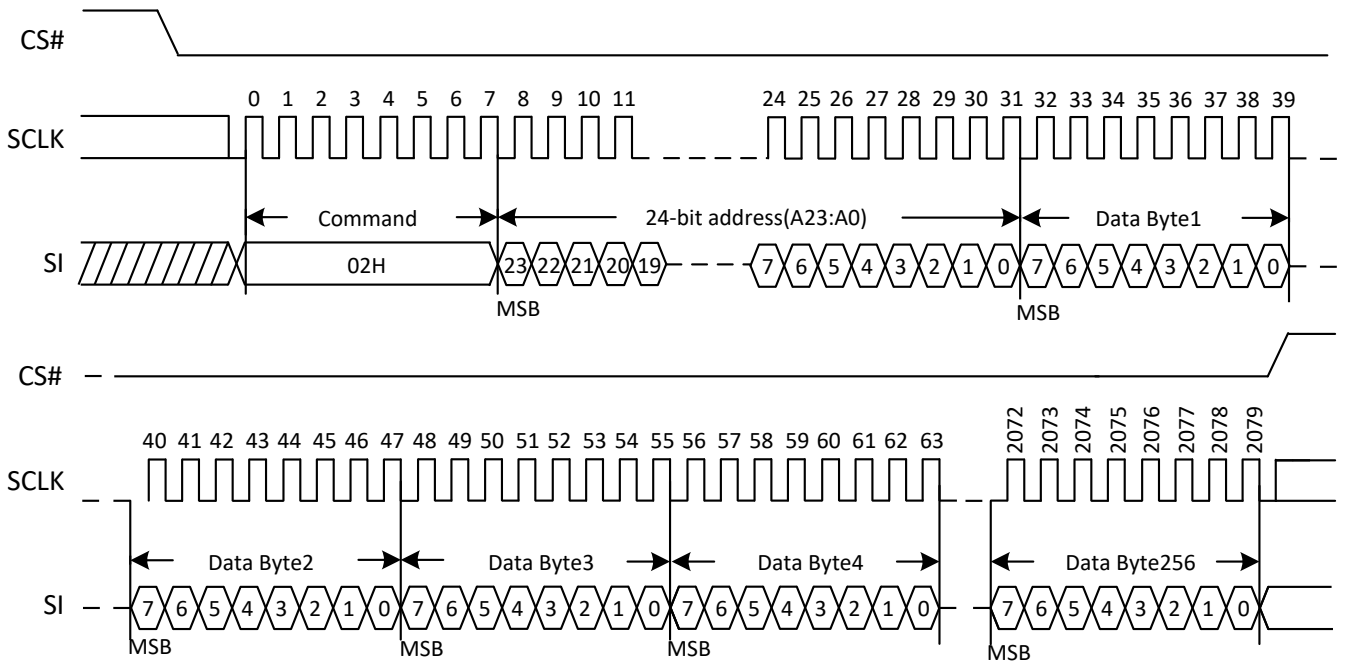 CS#
0 1 2 3 4 5 6 7 8 9 10 11 24 25 26 27 28 29 30 31 32 33 34 35 36 37 38 39
SCLK
Command 24-bit address(A23:A0) Data Byte1
SI 02H 23 22 21 20 19 7 6 5 4 3 2 1 0 7 6 5 4 3 2 1 0
MSB MSB
CS#
40 41 42 43 44 45 46 47 48 49 50 51 52 53 54 55 56 57 58 59 60 61 62 63 2072 2073 2074 2075 2076 2077 2078 2079
SCLK
Data Byte2 Data Byte3 Data Byte4 Data Byte256
SI 7 6 5 4 3 2 1 0 7 6 5 4 3 2 1 0 7 6 5 4 3 2 1 0 7 6 5 4 3 2 1 0
MSB MSB MSB MSB